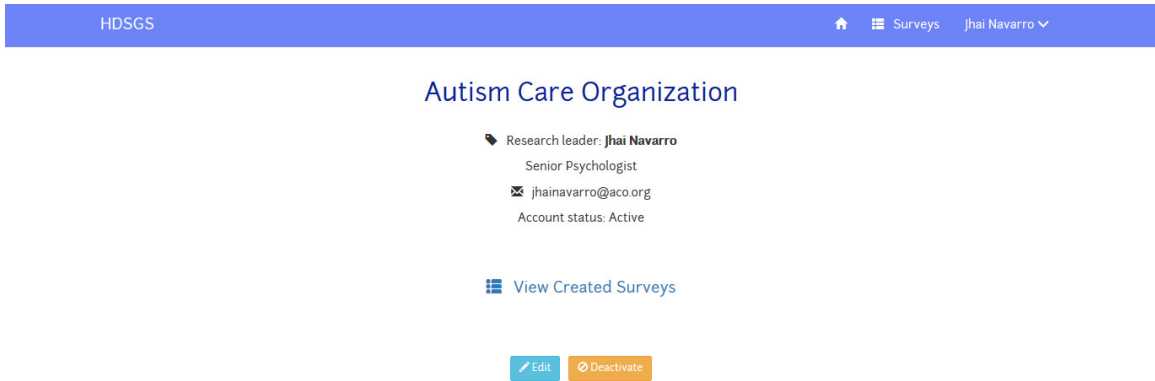 HDSGS Surveys Jhai Navarro
Autism Care Organization
Research leader: Jhai Navarro
Senior Psychologist
jhainavarro@aco.org
Account status: Active
View Created Surveys
Edit Deactivate